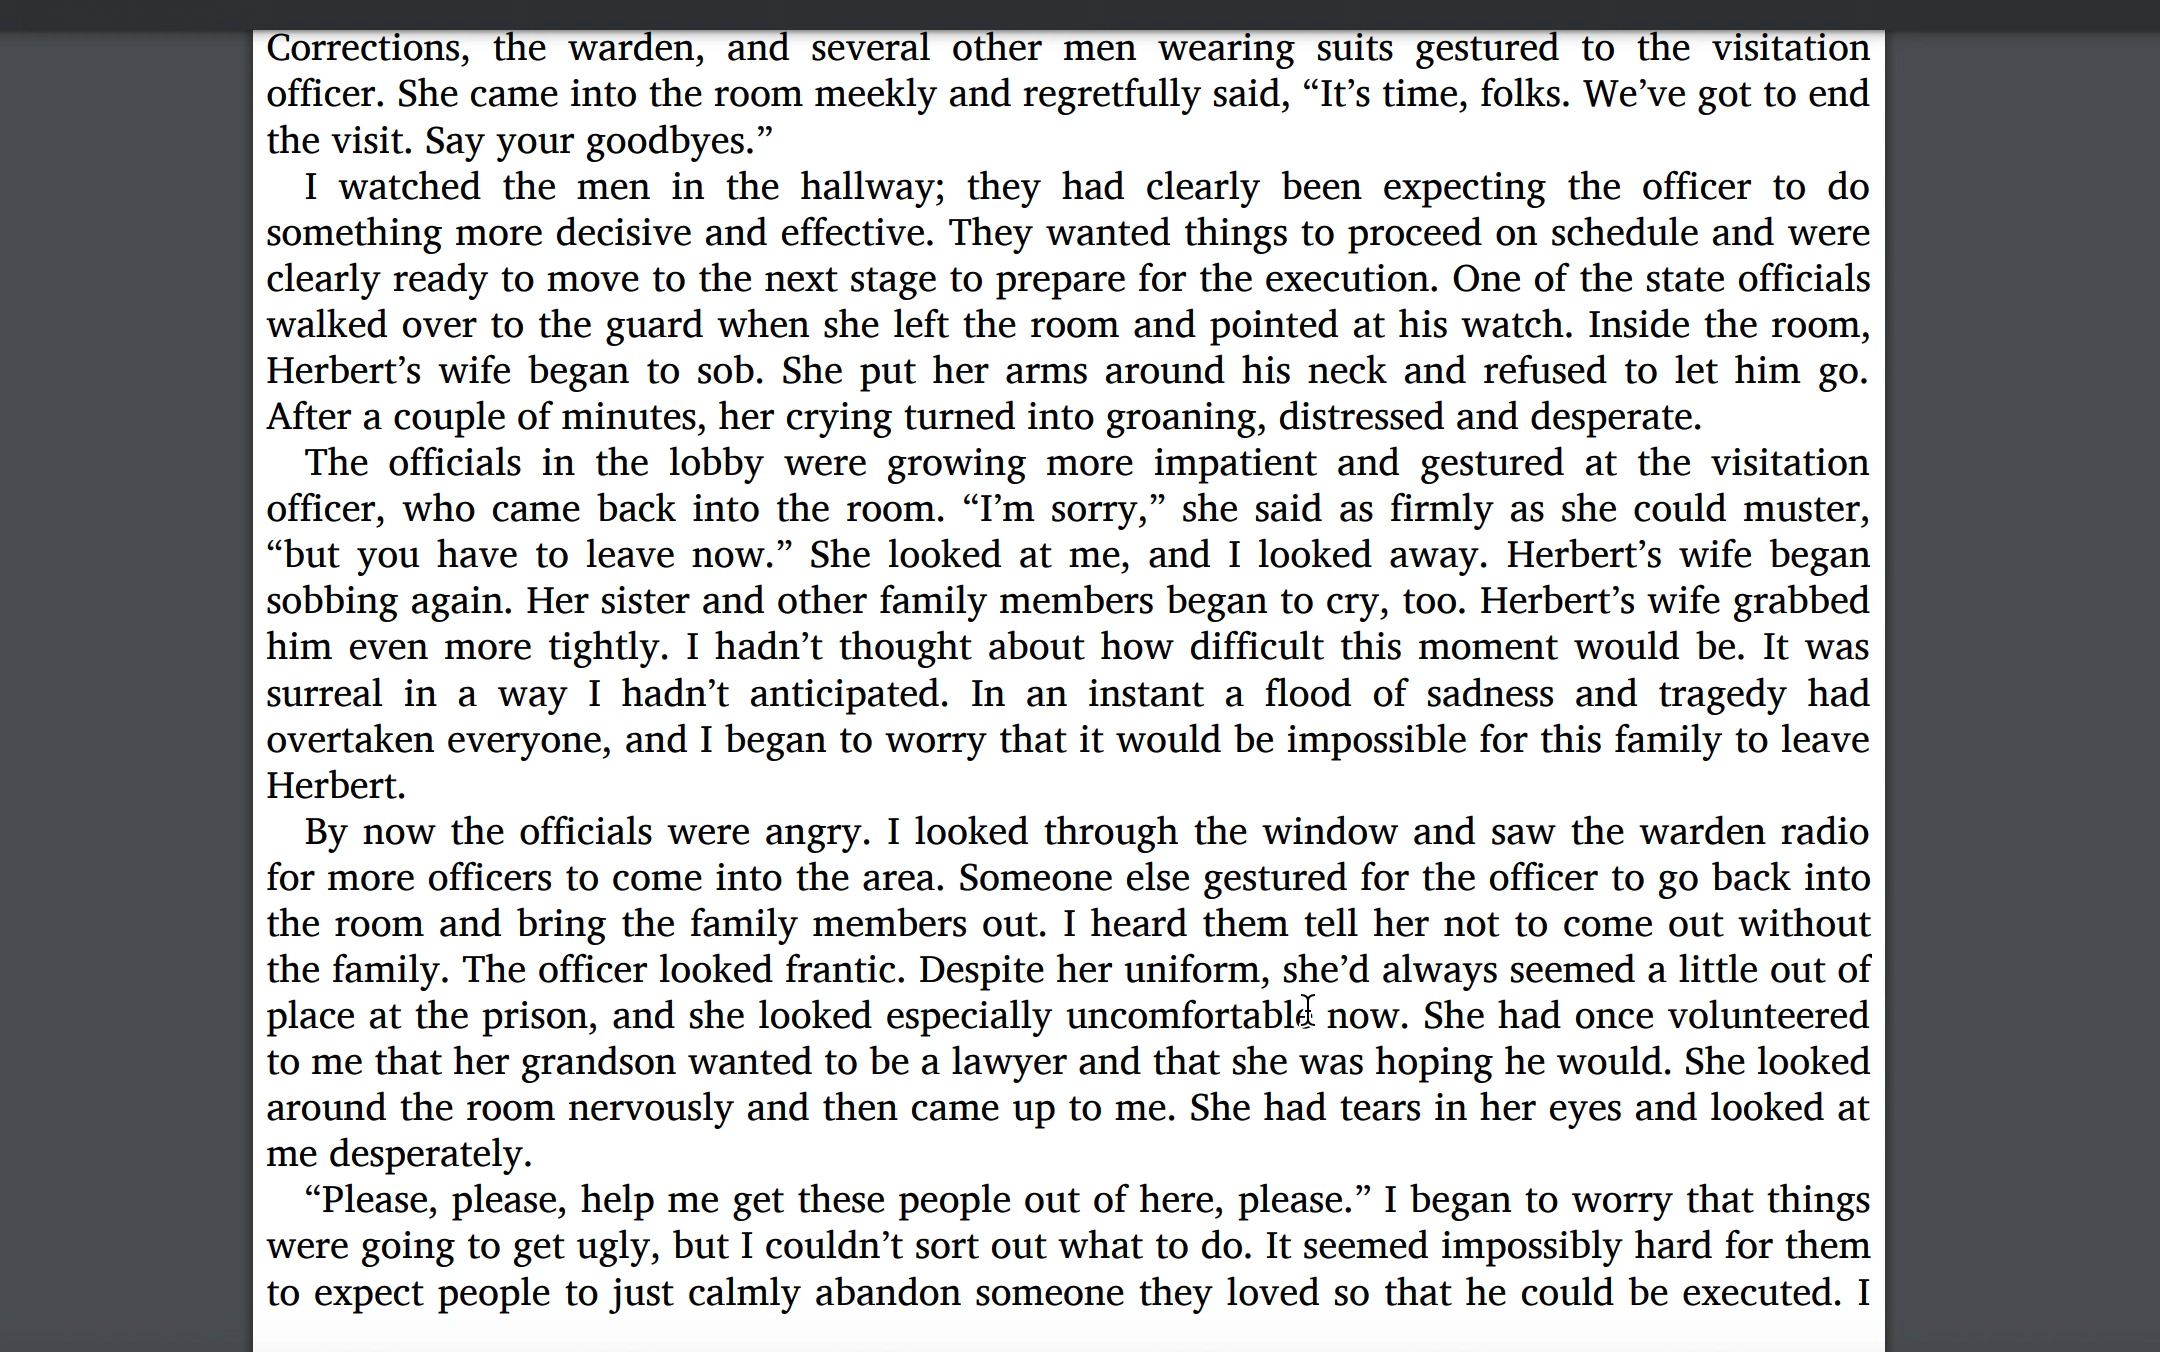 Corrections, the warden, and several other men wearing suits gestured to the visitation
officer. She came into the room meekly and regretfully said, “It’s time, folks. We’ve got to end
the visit. Say your goodbyes.”
I watched the men in the hallway; they had clearly been expecting the officer to do
something more decisive and effective. They wanted things to proceed on schedule and were
clearly ready to move to the next stage to prepare for the execution. One of the state officials
walked over to the guard when she left the room and pointed at his watch. Inside the room,
Herbert’s wife began to sob. She put her arms around his neck and refused to let him go.
After a couple of minutes, her crying turned into groaning, distressed and desperate.
The officials in the lobby were growing more impatient and gestured at the visitation
officer, who came back into the room. “I’m sorry,” she said as firmly as she could muster,
“but you have to leave now.” She looked at me, and I looked away. Herbert’s wife began
sobbing again. Her sister and other family members began to cry, too. Herbert’s wife grabbed
him even more tightly. I hadn’t thought about how difficult this moment would be. It was
surreal in a way I hadn’t anticipated. In an instant a flood of sadness and tragedy had
overtaken everyone, and I began to worry that it would be impossible for this family to leave
Herbert.
By now the officials were angry. I looked through the window and saw the warden radio
for more officers to come into the area. Someone else gestured for the officer to go back into
the room and bring the family members out. I heard them tell her not to come out without
the family. The officer looked frantic. Despite her uniform, she’d always seemed a little out of
place at the prison, and she looked especially uncomfortable now. She had once volunteered
to me that her grandson wanted to be a lawyer and that she was hoping he would. She looked
around the room nervously and then came up to me. She had tears in her eyes and looked at
me desperately.
“Please, please, help me get these people out of here, please.” I began to worry that things
were going to get ugly, but I couldn’t sort out what to do. It seemed impossibly hard for them
to expect people to just calmly abandon someone they loved so that he could be executed. I